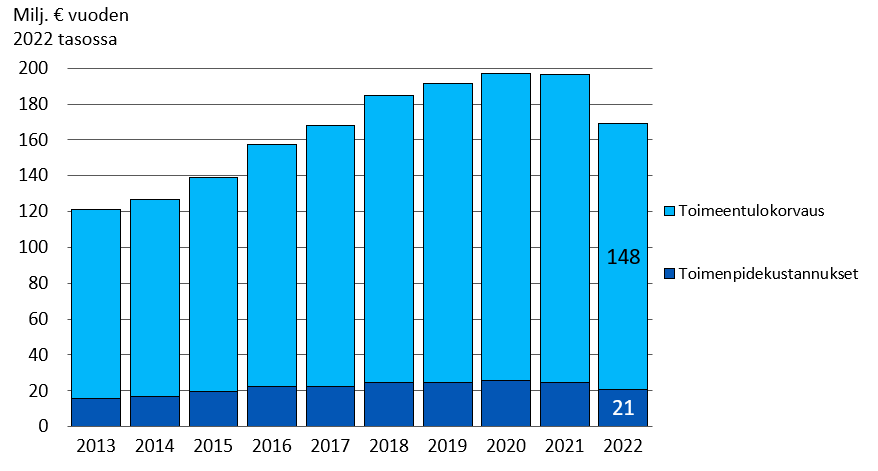 Milj. € vuoden
2022 tasossa
200
180
160
140
120
100
80
60
40
20
0
148
21
2013 2014 2015 2016 2017 2018 2019 2020 2021 2022
Toimeentulokorvaus
Toimenpidekustannukset